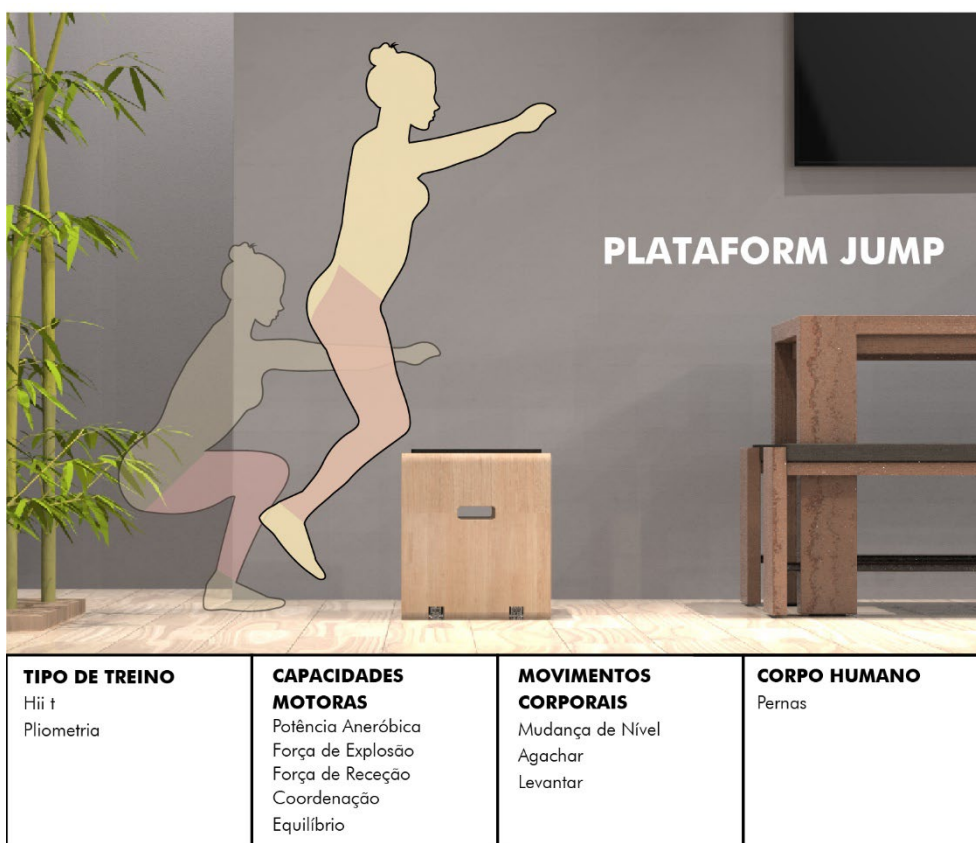 PLATAFORM JUMP
TIPO DE TREINO
Hii t
Pliometria
CAPACIDADES
MOTORAS
Potência Aneróbica
Força de Explosão
Força de Receção
Coordenação
Equilíbrio
MOVIMENTOS
CORPORAIS
Mudança de Nível
Agachar
Levantar
CORPO HUMANO
Pernas